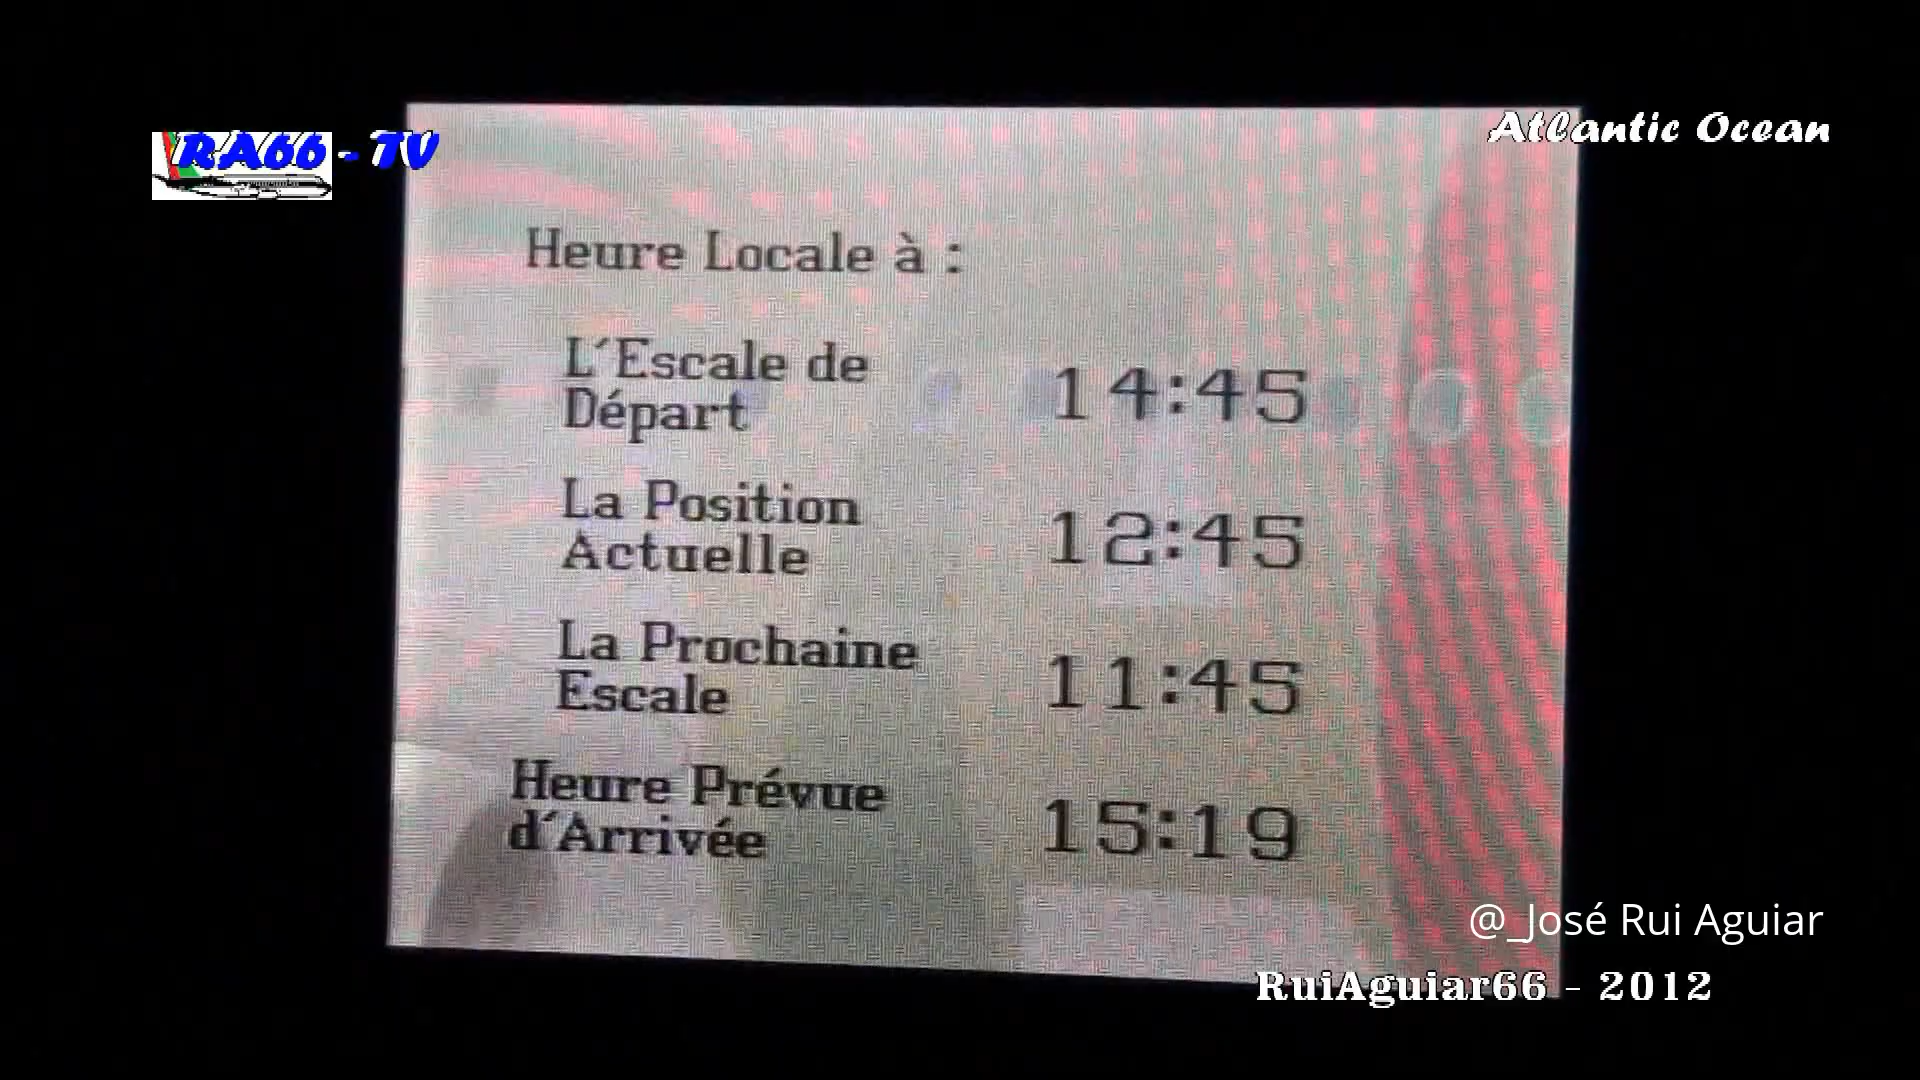 RA66 - TV
Atlantic Ocean
Heure Locale à :
L´Escale de
Départ
14:45
La Position
Actuelle
12:45
La Prochaine
Escale
11:45
Heure Prévue
d´Arrivée
15:19
@_José Rui Aguiar
RuiAguiar66 - 2012